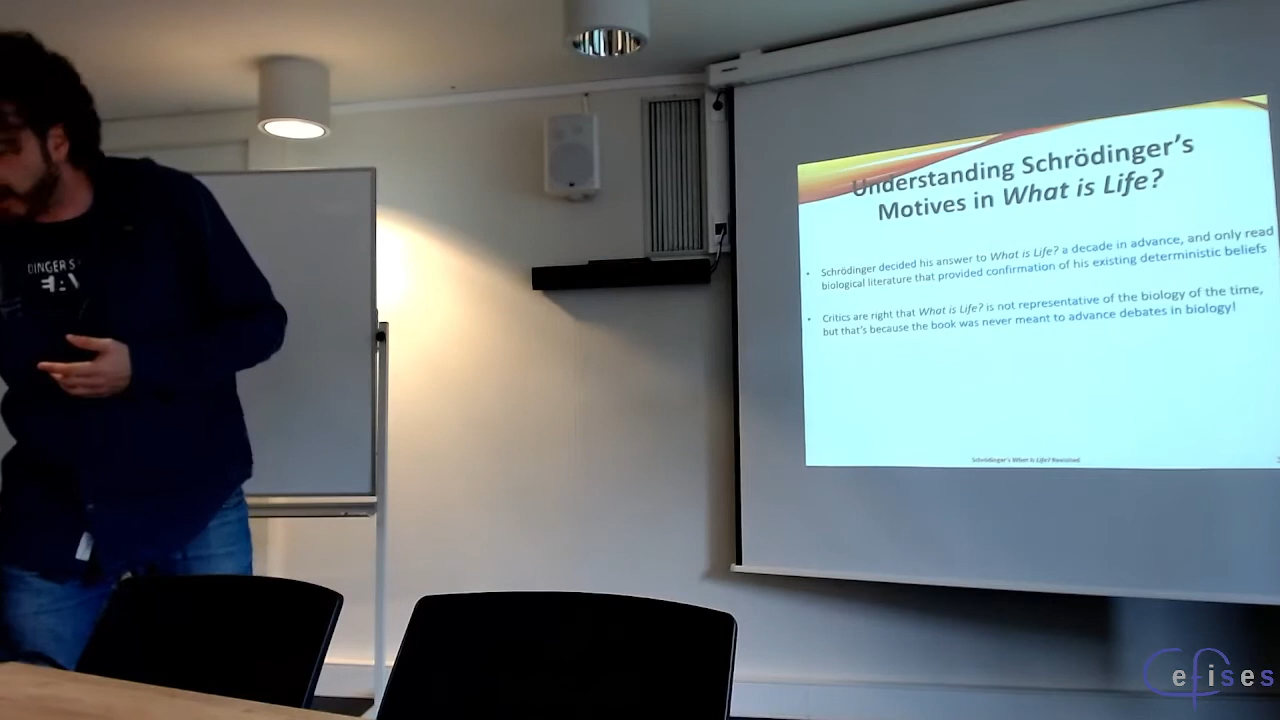 DINGER'S
Understanding Schrödinger's
Motives in What is Life?
• Schrödinger decided his answer to What is Life? a decade in advance, and only read
biological literature that provided confirmation of his existing deterministic beliefs
• Critics are right that What is Life? is not representative of the biology of the time,
but that's because the book was never meant to advance debates in biology!
Schrödinger's What Is Life? Revisited
efises